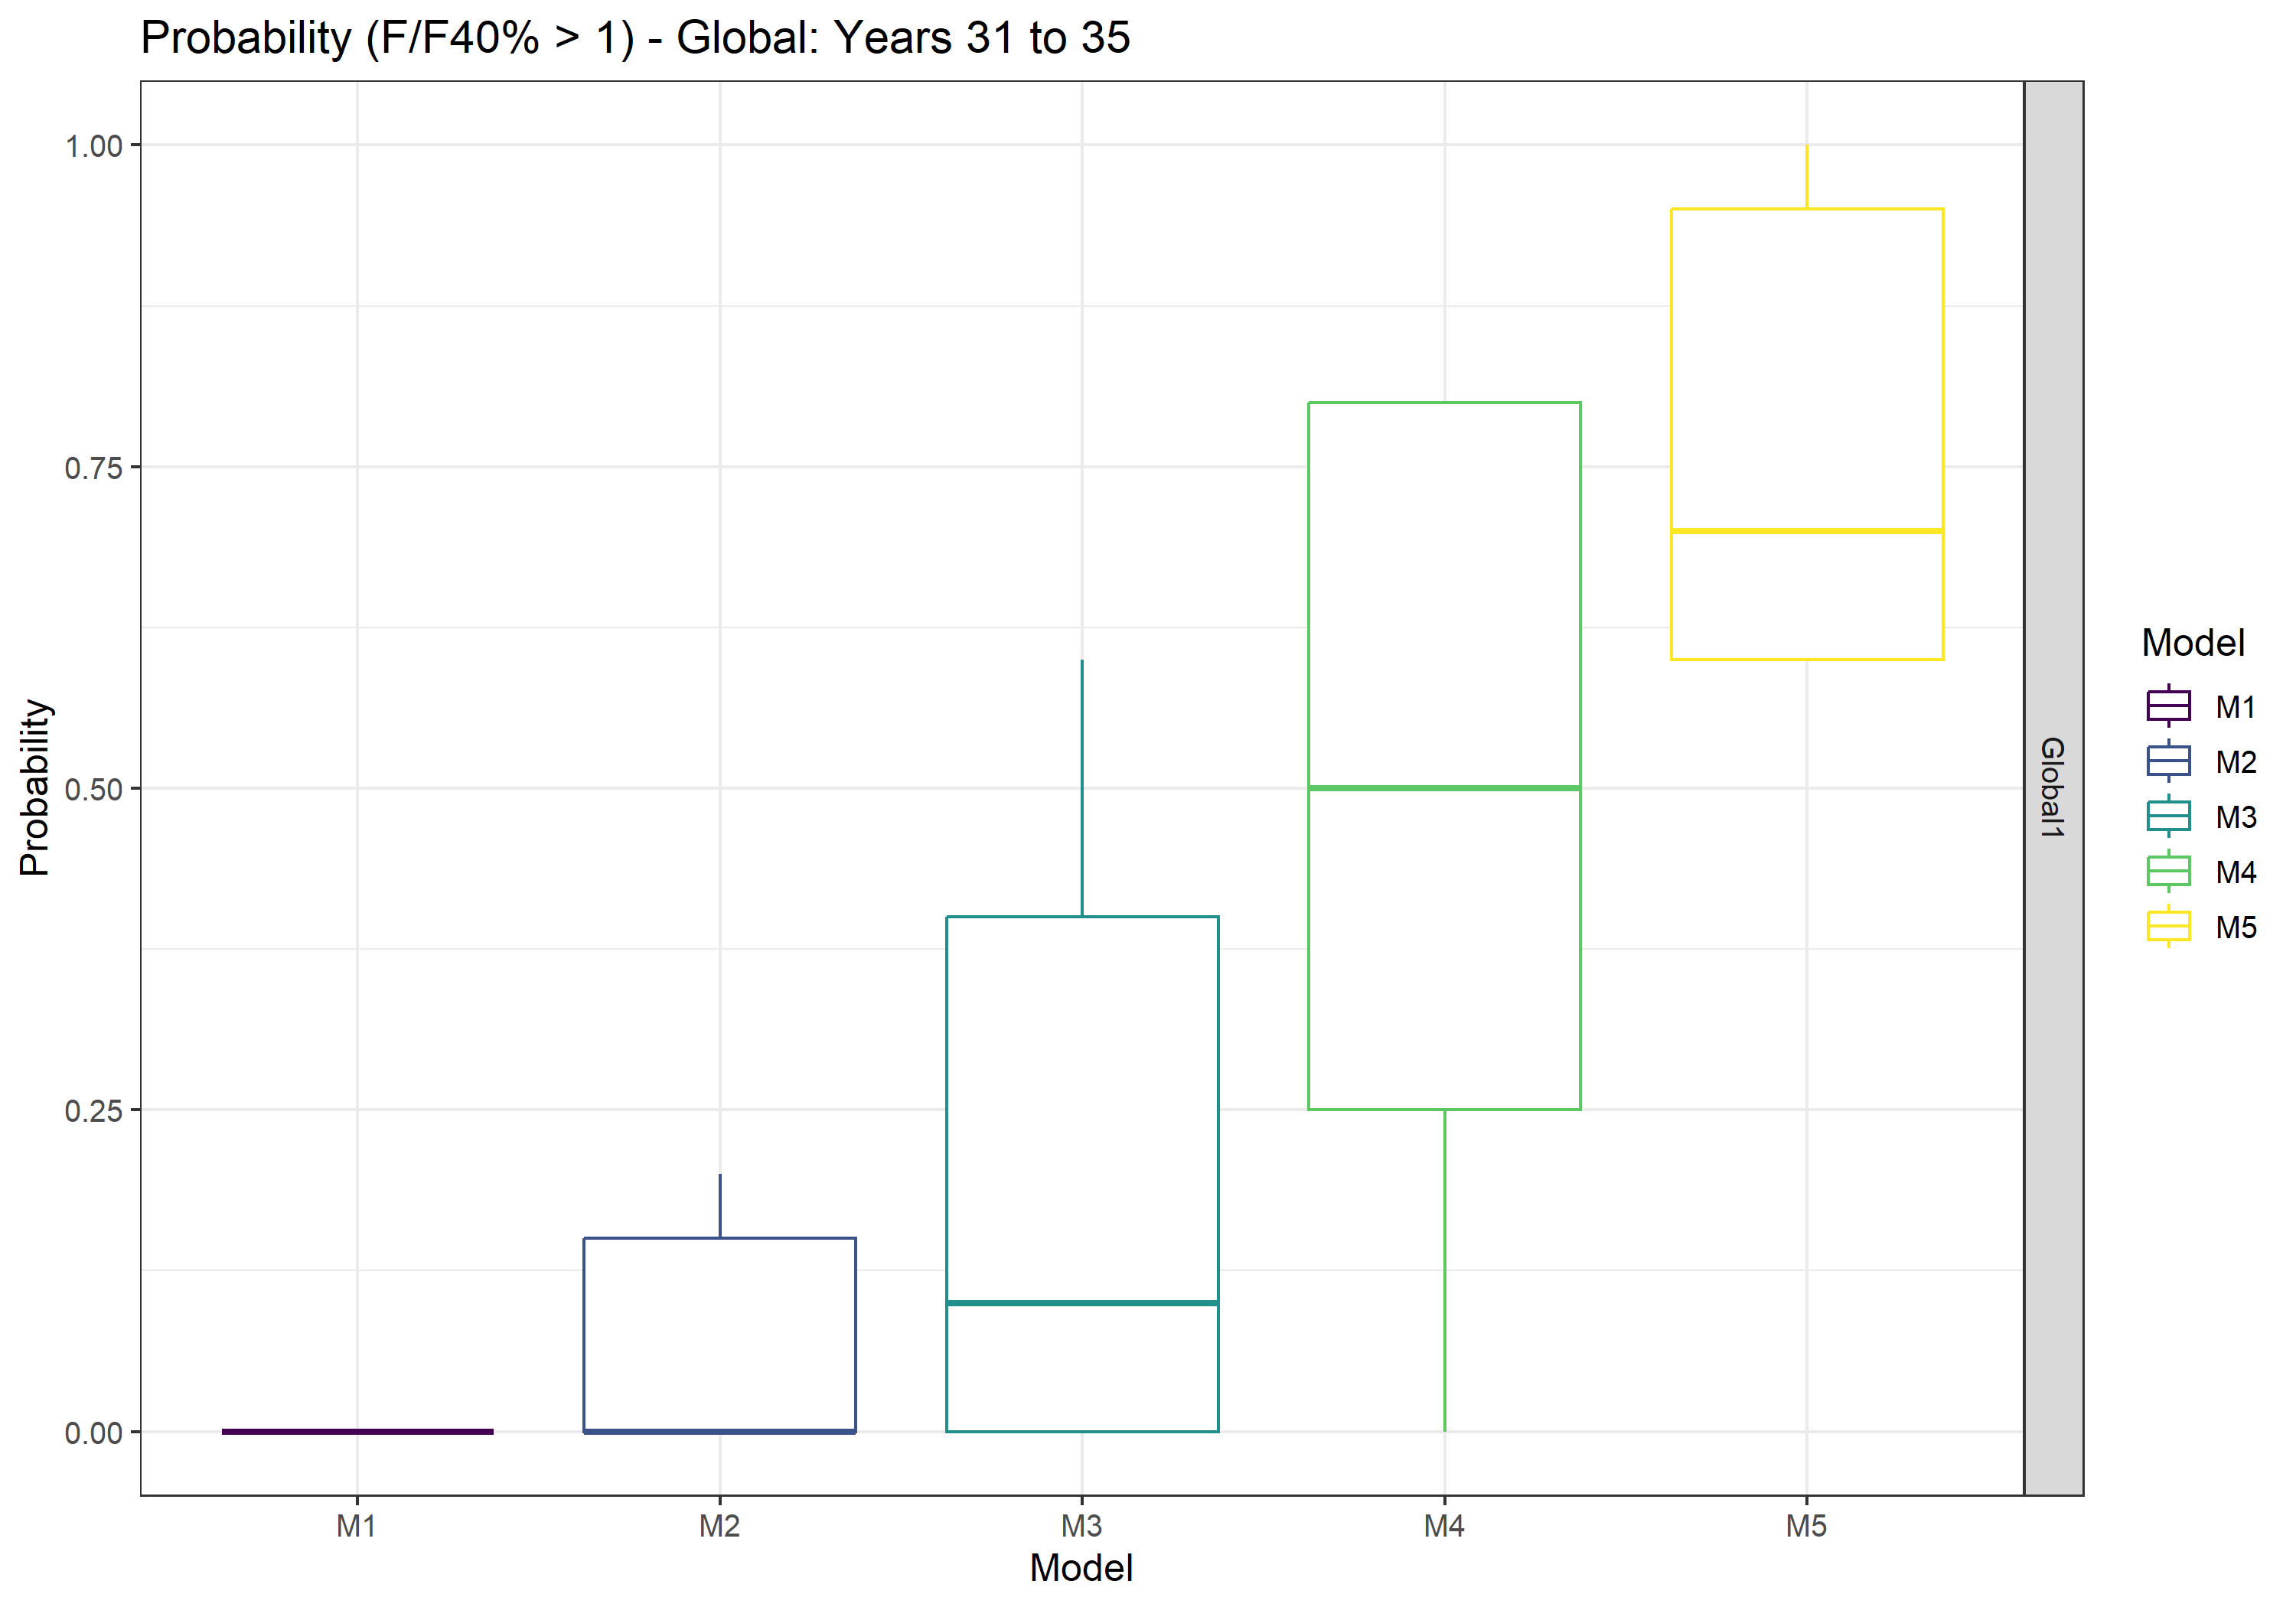 Probability (F/F40% > 1) - Global: Years 31 to 35
1.00
0.75
0.50
0.25
0.00
Probability
M1
M2
M3
M4
M5
Model
Global1
Model
M1
M2
M3
M4
M5